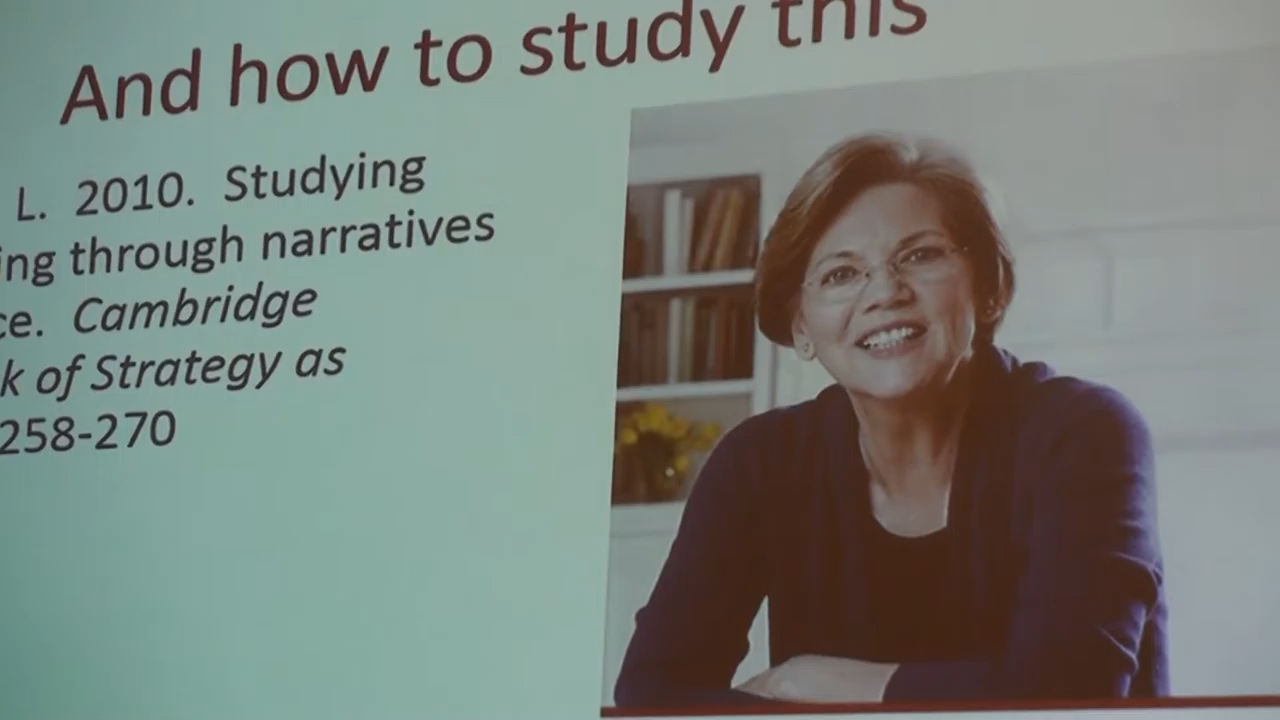 And how to study this
L. 2010. Studying
ing through narratives
ce. Cambridge
k of Strategy as
258-270